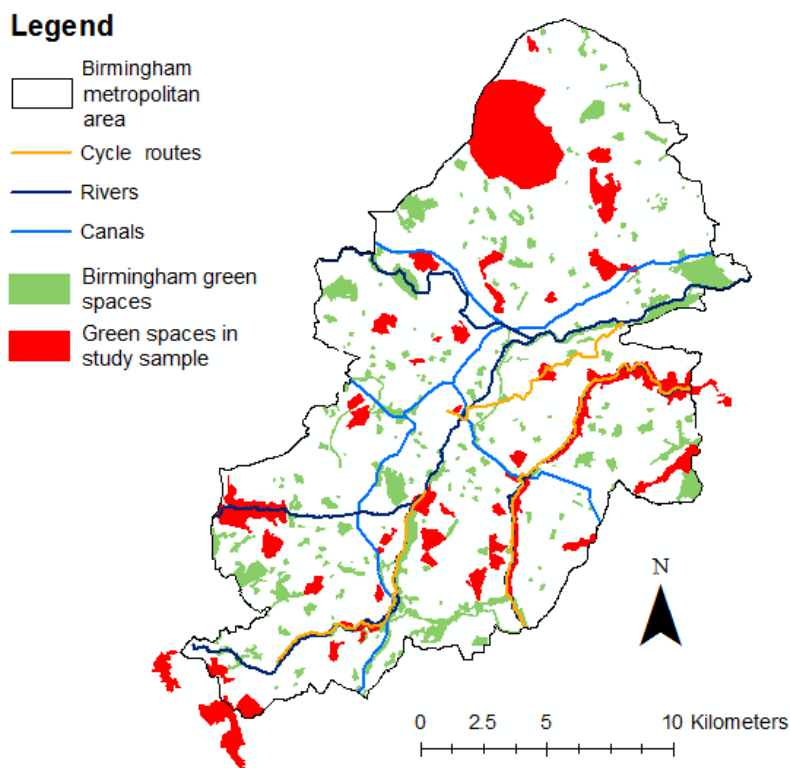 Legend
Birmingham
metropolitan
area
Cycle routes
Rivers
Canals
Birmingham green
spaces
Green spaces in
study sample
N
0 2.5 5 10 Kilometers